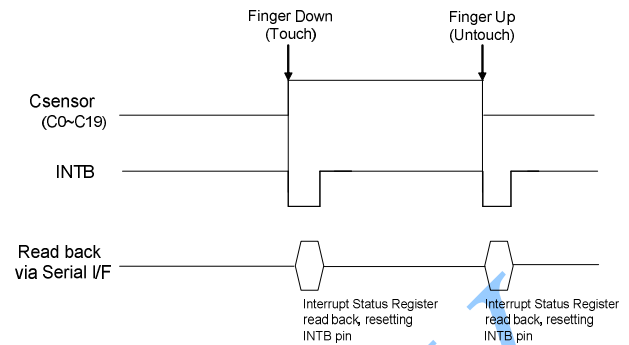 Finger Down
(Touch)
Finger Up
(Untouch)
Csensor
(C0~C19)
INTB
Read back
via Serial I/F
Interrupt Status Register
read back, resetting
INTB pin
Interrupt Status Register
read back, resetting
INTB pin